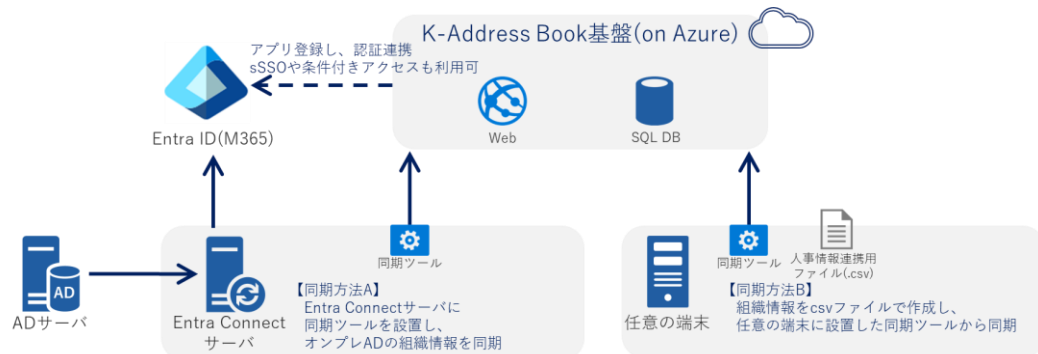 K-Address Book基盤(on Azure)
アプリ登録し、認証連携
sSSOや条件付きアクセスも利用可
Entra ID(M365)
Web
SQL DB
同期ツール
同期ツール
人事情報連携用
ファイル(.csv)
AD
ADサーバ
Entra Connect
サーバ
【同期方法A】
Entra Connectサーバに
同期ツールを設置し、
オンプレADの組織情報を同期
任意の端末
【同期方法B】
組織情報をcsvファイルで作成し、
任意の端末に設置した同期ツールから同期